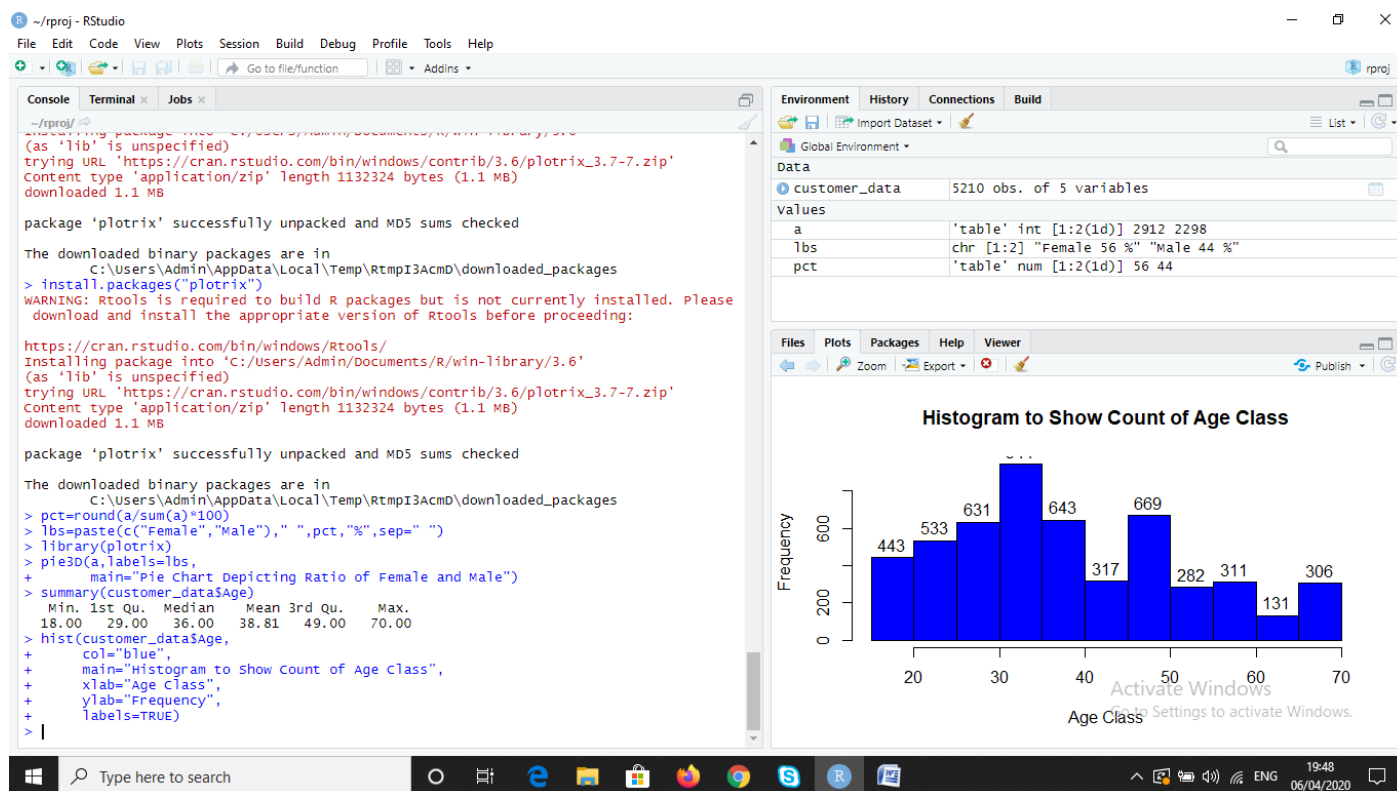 ~/rproj - RStudio
File Edit Code View Plots Session Build Debug Profile Tools Help
Go to file/function Addins rproj
Console Terminal Jobs
~/rproj/
(as ‘lib’ is unspecified)
trying URL 'https://cran.rstudio.com/bin/windows/contrib/3.6/plotrix_3.7-7.zip'
Content type 'application/zip' length 1132324 bytes (1.1 MB)
downloaded 1.1 MB
package ‘plotrix’ successfully unpacked and MD5 sums checked
The downloaded binary packages are in
C:\Users\Admin\AppData\Local\Temp\RtmpI3AcmD\downloaded_packages
> install.packages("plotrix")
WARNING: Rtools is required to build R packages but is not currently installed. Please
download and install the appropriate version of Rtools before proceeding:
https://cran.rstudio.com/bin/windows/Rtools/
Installing package into ‘C:/Users/Admin/Documents/R/win-library/3.6’
(as ‘lib’ is unspecified)
trying URL 'https://cran.rstudio.com/bin/windows/contrib/3.6/plotrix_3.7-7.zip'
Content type 'application/zip' length 1132324 bytes (1.1 MB)
downloaded 1.1 MB
package ‘plotrix’ successfully unpacked and MD5 sums checked
The downloaded binary packages are in
C:\Users\Admin\AppData\Local\Temp\RtmpI3AcmD\downloaded_packages
> pct=round(a/sum(a)*100)
> lbs=paste(c("Female","Male")," ",pct,"%",sep=" ")
> library(plotrix)
> pie3D(a,labels=lbs,
+ main="Pie Chart Depicting Ratio of Female and Male")
> summary(customer_data$Age)
Min. 1st Qu. Median Mean 3rd Qu. Max.
18.00 29.00 36.00 38.81 49.00 70.00
> hist(customer_data$Age,
+ col="blue",
+ main="Histogram to Show Count of Age Class",
+ xlab="Age Class",
+ ylab="Frequency",
+ labels=TRUE)
>
Environment History Connections Build
Import Dataset List
Global Environment
Data
customer_data 5210 obs. of 5 variables
Values
a 'table' int [1:2(1d)] 2912 2298
lbs chr [1:2] "Female 56 %" "Male 44 %"
pct 'table' num [1:2(1d)] 56 44
Files Plots Packages Help Viewer
Zoom Export Publish
Histogram to Show Count of Age Class
Frequency
0 200 600
443 533 631 643 317 669 282 311 131 306
20 30 40 50 60 70
Age Class
Activate Windows
Go to Settings to activate Windows.
Type here to search
ENG
19:48
06/04/2020